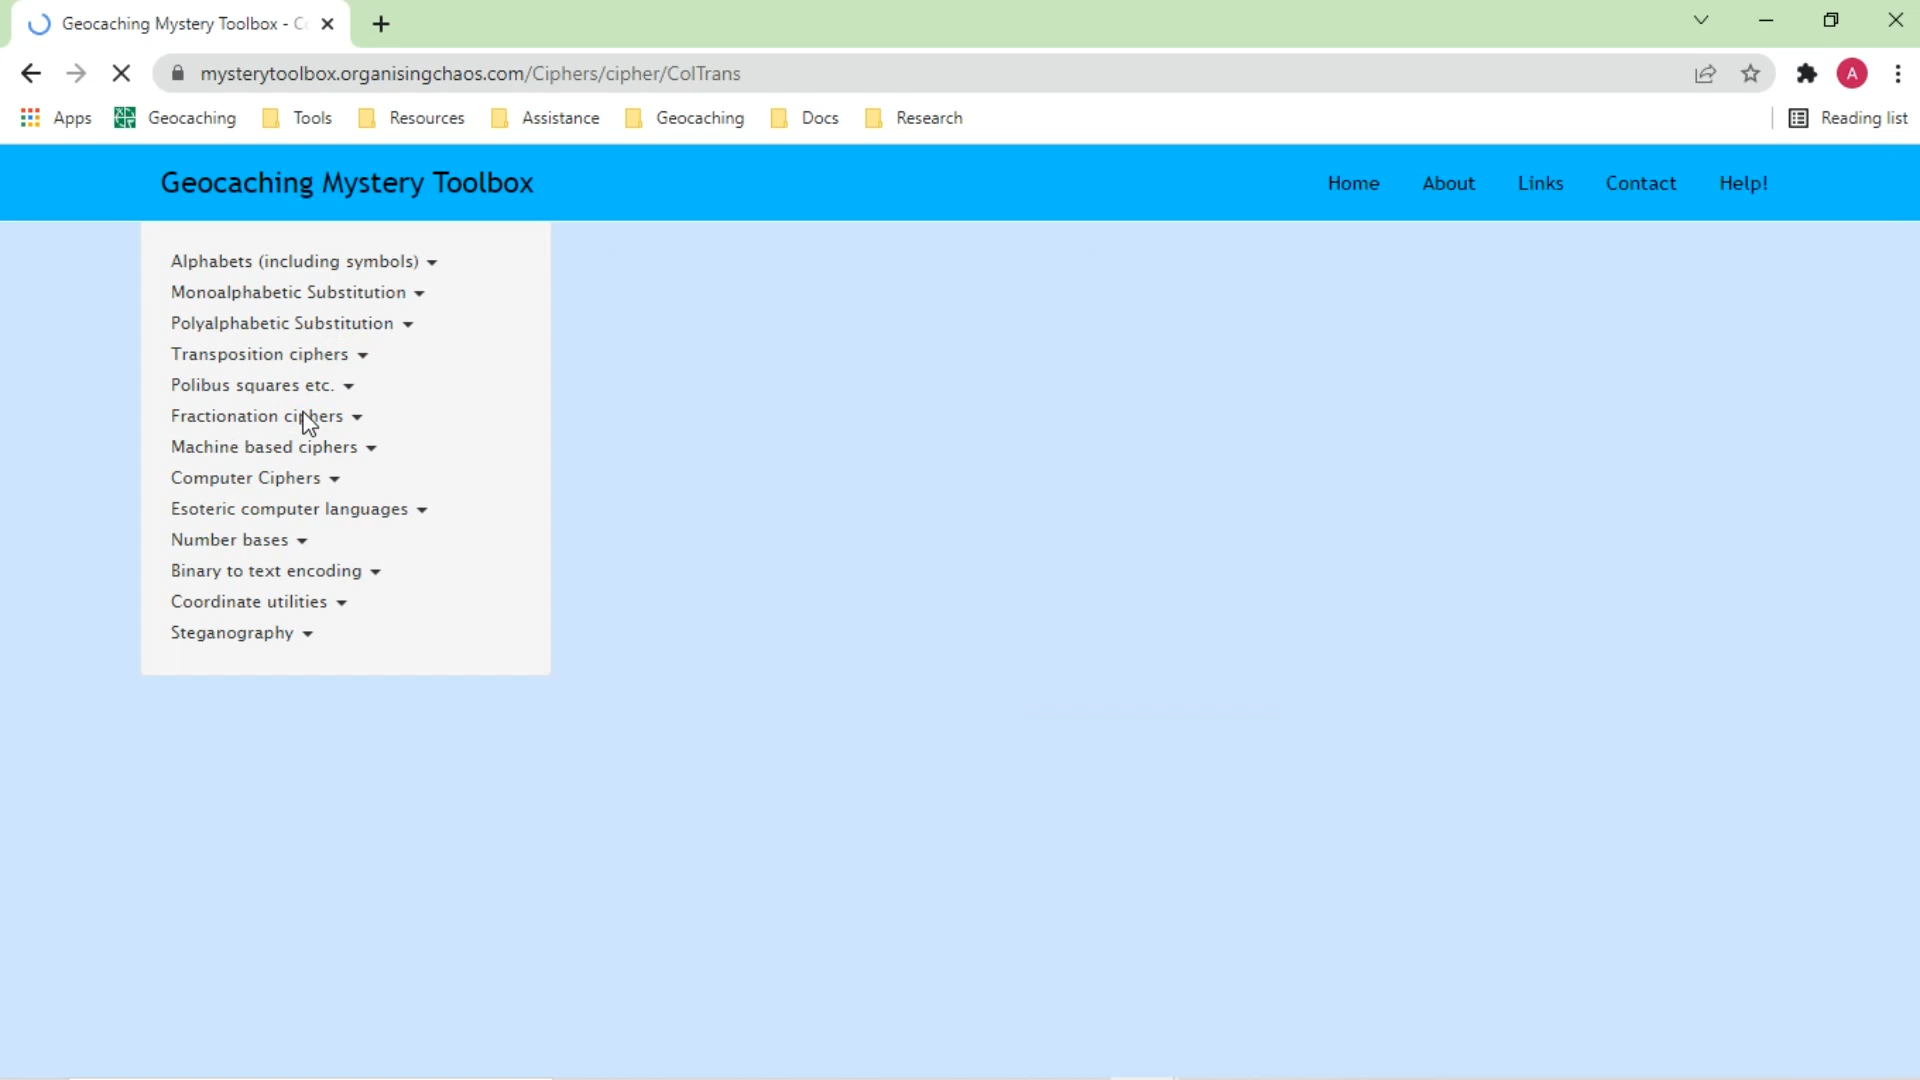 Geocaching Mystery Toolbox - C
mysterytoolbox.organisingchaos.com/Ciphers/cipher/ColTrans
A
Apps Geocaching Tools Resources Assistance Geocaching Docs Research Reading list
Geocaching Mystery Toolbox Home About Links Contact Help!
Alphabets (including symbols)
Monoalphabetic Substitution
Polyalphabetic Substitution
Transposition ciphers
Polibus squares etc.
Fractionation ciphers
Machine based ciphers
Computer Ciphers
Esoteric computer languages
Number bases
Binary to text encoding
Coordinate utilities
Steganography